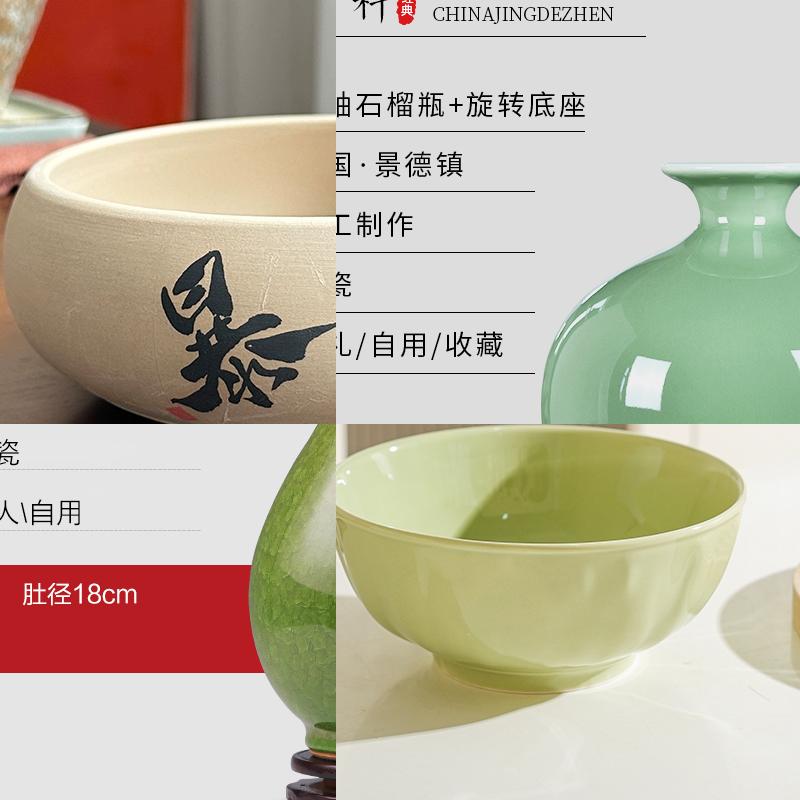 CHINAJINGDEZHEN
釉石榴瓶+旋转底座
国·景德镇
工制作
瓷
礼/自用/收藏
瓷
人\自用
肚径18cm